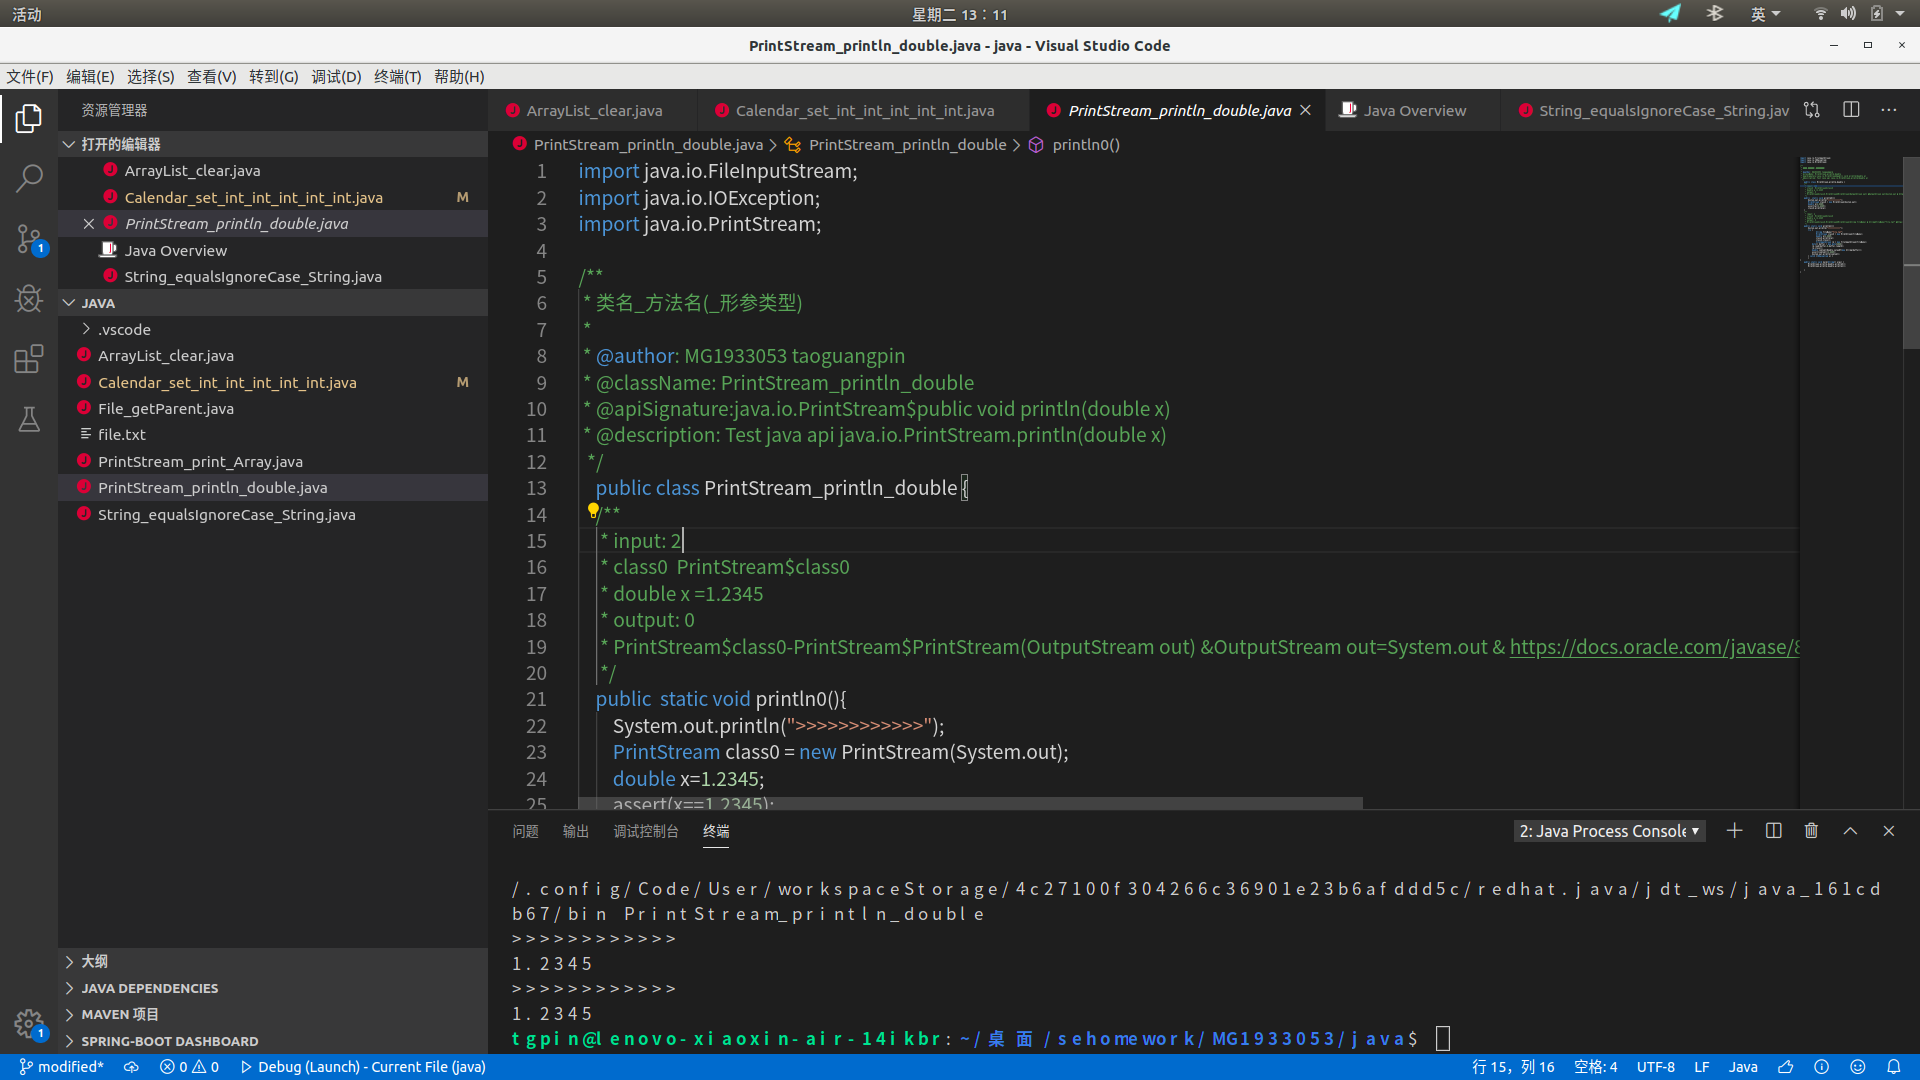 活动
星期二 13：11
英
PrintStream_println_double.java - java - Visual Studio Code
文件(F) 编辑(E) 选择(S) 查看(V) 转到(G) 调试(D) 终端(T) 帮助(H)
资源管理器
打开的编辑器
ArrayList_clear.java
Calendar_set_int_int_int_int_int.java M
PrintStream_println_double.java
Java Overview
String_equalsIgnoreCase_String.java
JAVA
.vscode
ArrayList_clear.java
Calendar_set_int_int_int_int_int.java M
File_getParent.java
file.txt
PrintStream_print_Array.java
PrintStream_println_double.java
String_equalsIgnoreCase_String.java
大纲
JAVA DEPENDENCIES
MAVEN 项目
SPRING-BOOT DASHBOARD
1
1
ArrayList_clear.java Calendar_set_int_int_int_int_int.java PrintStream_println_double.java Java Overview String_equalsIgnoreCase_String.jav
PrintStream_println_double.java > PrintStream_println_double > println0()
1 import java.io.FileInputStream;
2 import java.io.IOException;
3 import java.io.PrintStream;
4
5 /**
6 * 类名_方法名(_形参类型)
7 *
8 * @author: MG1933053 taoguangpin
9 * @className: PrintStream_println_double
10 * @apiSignature:java.io.PrintStream$public void println(double x)
11 * @description: Test java api java.io.PrintStream.println(double x)
12 */
13 public class PrintStream_println_double {
14 /**
15 * input: 2
16 * class0  PrintStream$class0
17 * double x =1.2345
18 * output: 0
19 * PrintStream$class0-PrintStream$PrintStream(OutputStream out) &OutputStream out=System.out & https://docs.oracle.com/javase/8
20 */
21 public  static void println0(){
22 System.out.println(">>>>>>>>>>>>");
23 PrintStream class0 = new PrintStream(System.out);
24 double x=1.2345;
25 assert(x==1.2345);
问题 输出 调试控制台 终端
2: Java Process Console
/.config/Code/User/workspaceStorage/4c27100f304266c36901e23b6afddd5c/redhat.java/jdt_ws/java_161cd
b67/bin PrintStream_println_double
>>>>>>>>>>>>
1.2345
>>>>>>>>>>>>
1.2345
tgpin@lenovo-xiaoxin-air-14ikbr:~/桌面/sehomework/MG1933053/java$
modified* 0 0 Debug (Launch) - Current File (java)
行 15，列 16 空格: 4 UTF-8 LF Java